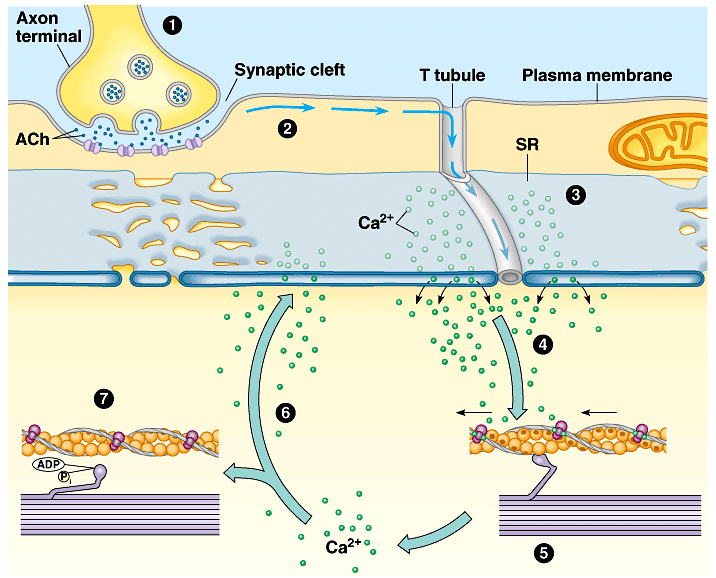 Axon
terminal
1
Synaptic cleft
T tubule
Plasma membrane
ACh
2
SR
3
Ca2+
4
7
6
ADP
P
Ca2+
5